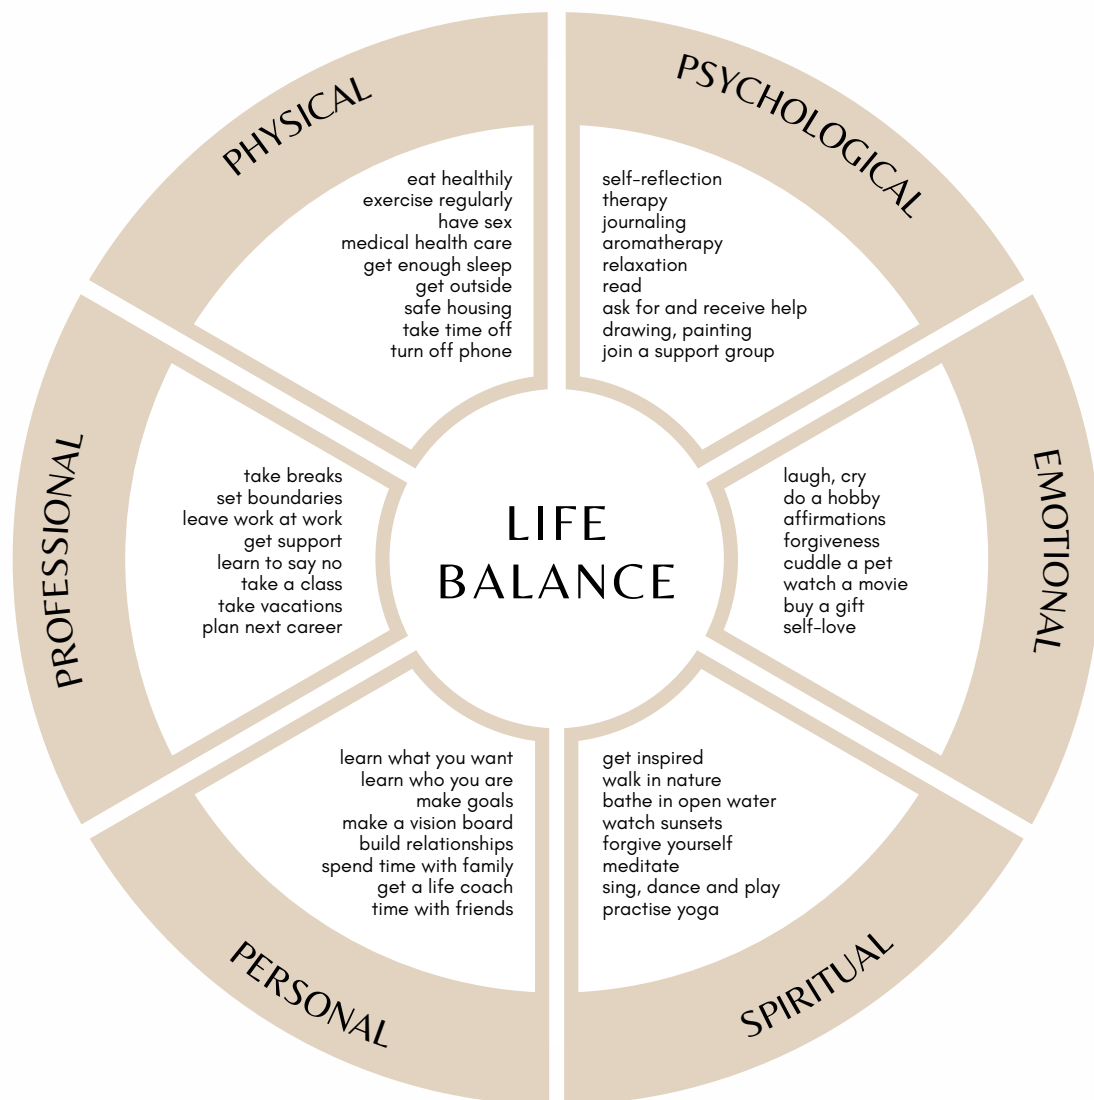 PHYSICAL
eat healthily
exercise regularly
have sex
medical health care
get enough sleep
get outside
safe housing
take time off
turn off phone
PSYCHOLOGICAL
self-reflection
therapy
journaling
aromatherapy
relaxation
read
ask for and receive help
drawing, painting
join a support group
PROFESSIONAL
take breaks
set boundaries
leave work at work
get support
learn to say no
take a class
take vacations
plan next career
LIFE
BALANCE
EMOTIONAL
laugh, cry
do a hobby
affirmations
forgiveness
cuddle a pet
watch a movie
buy a gift
self-love
PERSONAL
learn what you want
learn who you are
make goals
make a vision board
build relationships
spend time with family
get a life coach
time with friends
SPIRITUAL
get inspired
walk in nature
bathe in open water
watch sunsets
forgive yourself
meditate
sing, dance and play
practise yoga